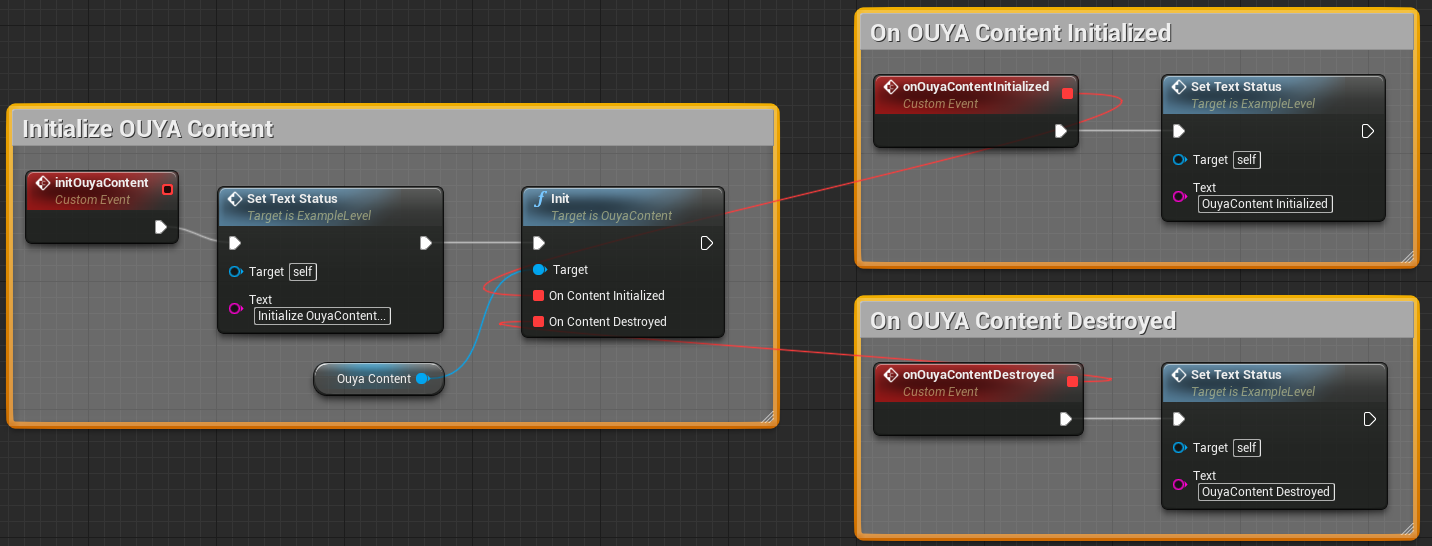 Initialize OUYA Content
initOuyaContent
Custom Event
Set Text Status
Target is ExampleLevel
Target self
Text
Initialize OuyaContent...
f Init
Target is OuyaContent
Target
On Content Initialized
On Content Destroyed
Ouya Content
On OUYA Content Initialized
onOuyaContentInitialized
Custom Event
Set Text Status
Target is ExampleLevel
Target self
Text
OuyaContent Initialized
On OUYA Content Destroyed
onOuyaContentDestroyed
Custom Event
Set Text Status
Target is ExampleLevel
Target self
Text
OuyaContent Destroyed